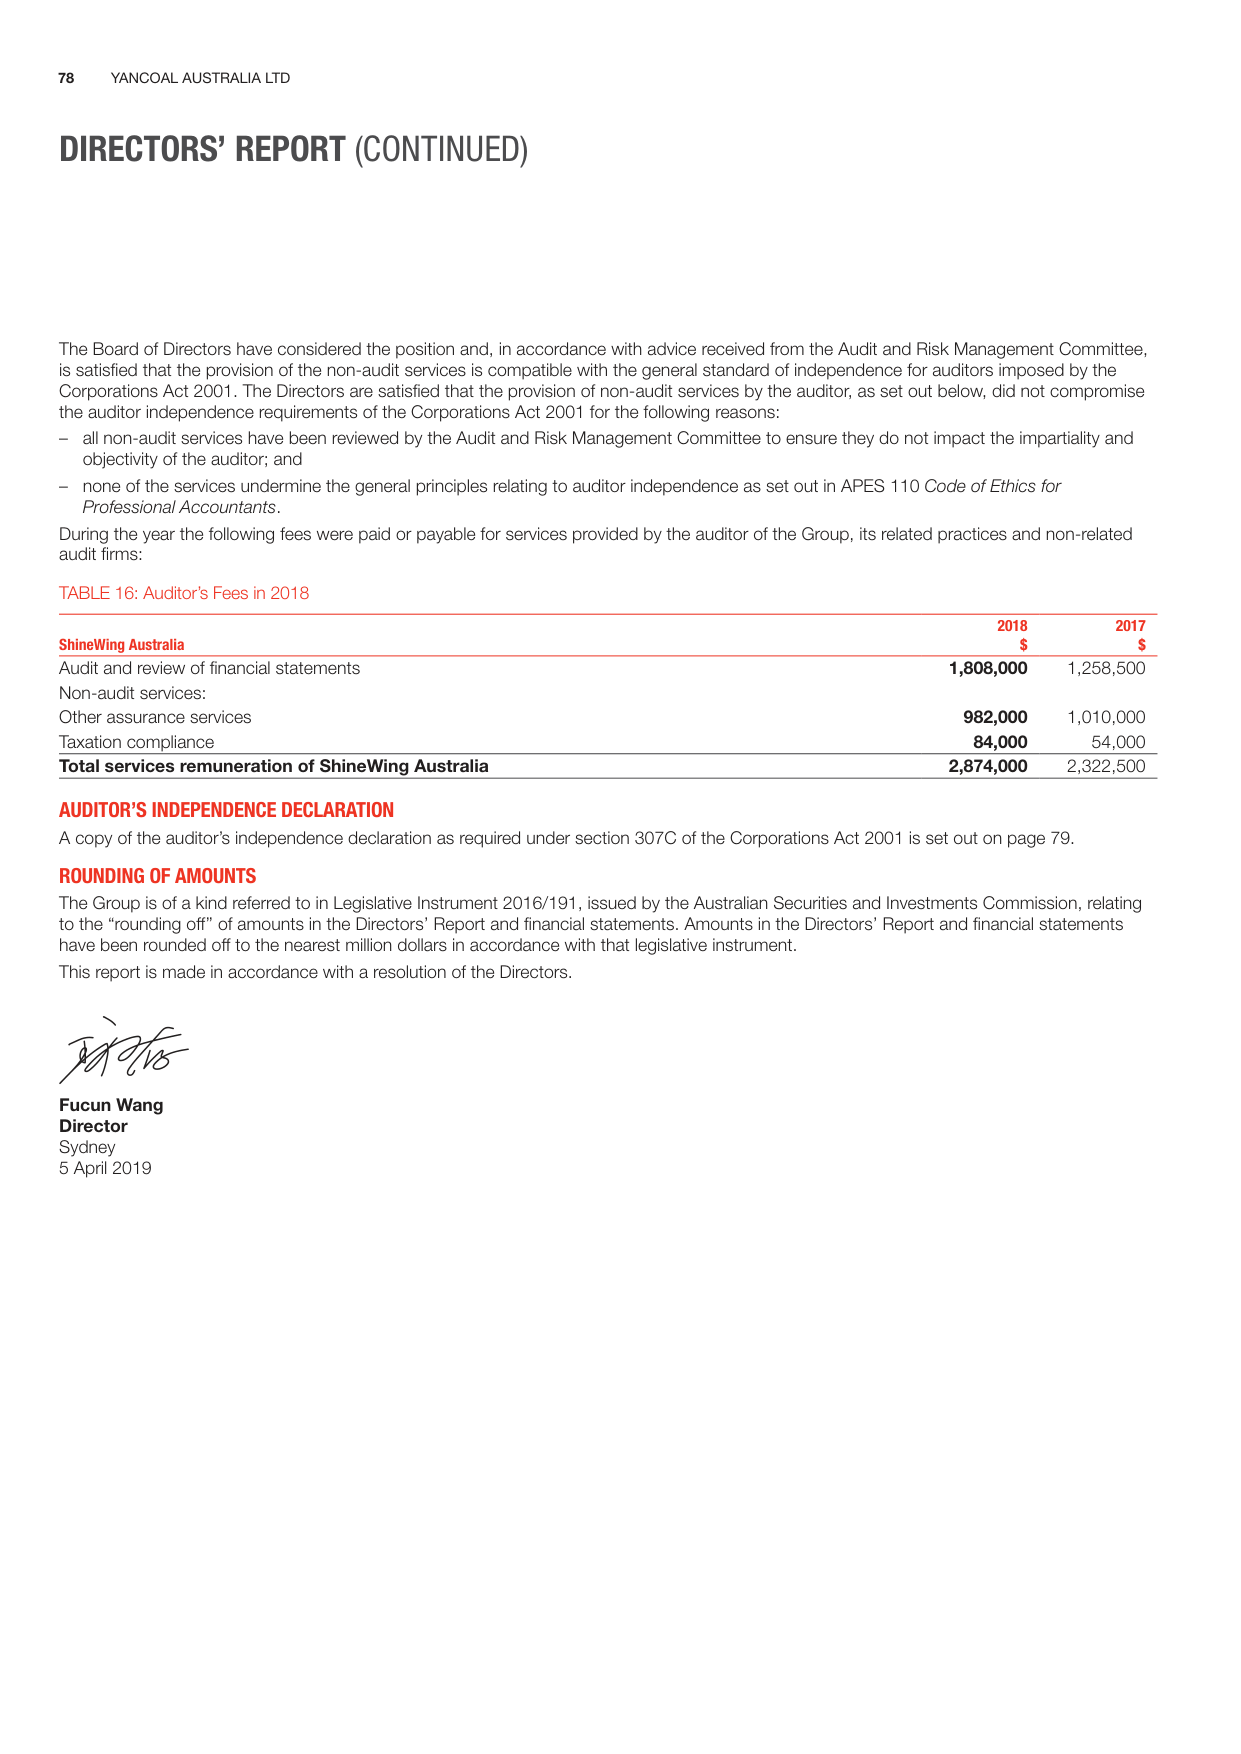 78 YANCOAL AUSTRALIA LTD
DIRECTORS’ REPORT (CONTINUED)
The Board of Directors have considered the position and, in accordance with advice received from the Audit and Risk Management Committee,
is satisfied that the provision of the non-audit services is compatible with the general standard of independence for auditors imposed by the
Corporations Act 2001. The Directors are satisfied that the provision of non-audit services by the auditor, as set out below, did not compromise
the auditor independence requirements of the Corporations Act 2001 for the following reasons:
– all non-audit services have been reviewed by the Audit and Risk Management Committee to ensure they do not impact the impartiality and
objectivity of the auditor; and
– none of the services undermine the general principles relating to auditor independence as set out in APES 110 Code of Ethics for
Professional Accountants.
During the year the following fees were paid or payable for services provided by the auditor of the Group, its related practices and non-related
audit firms:
TABLE 16: Auditor’s Fees in 2018
2018 2017
ShineWing Australia $ $
Audit and review of financial statements 1,808,000 1,258,500
Non-audit services:
Other assurance services 982,000 1,010,000
Taxation compliance 84,000 54,000
Total services remuneration of ShineWing Australia 2,874,000 2,322,500
AUDITOR’S INDEPENDENCE DECLARATION
A copy of the auditor’s independence declaration as required under section 307C of the Corporations Act 2001 is set out on page 79.
ROUNDING OF AMOUNTS
The Group is of a kind referred to in Legislative Instrument 2016/191, issued by the Australian Securities and Investments Commission, relating
to the “rounding off” of amounts in the Directors’ Report and financial statements. Amounts in the Directors’ Report and financial statements
have been rounded off to the nearest million dollars in accordance with that legislative instrument.
This report is made in accordance with a resolution of the Directors.
Fucun Wang
Director
Sydney
5 April 2019